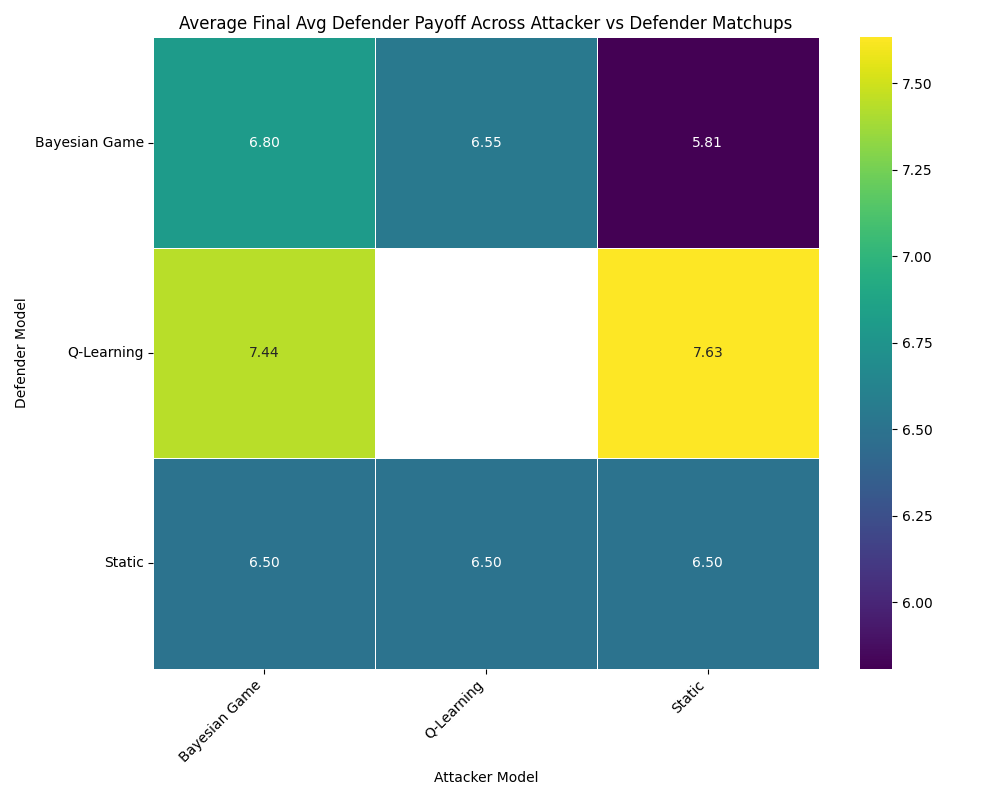 Average Final Avg Defender Payoff Across Attacker vs Defender Matchups
Defender Model
Bayesian Game
6.80
6.55
5.81
Q-Learning
7.44
7.63
Static
6.50
6.50
6.50
Bayesian Game
Q-Learning
Static
Attacker Model
7.50
7.25
7.00
6.75
6.50
6.25
6.00